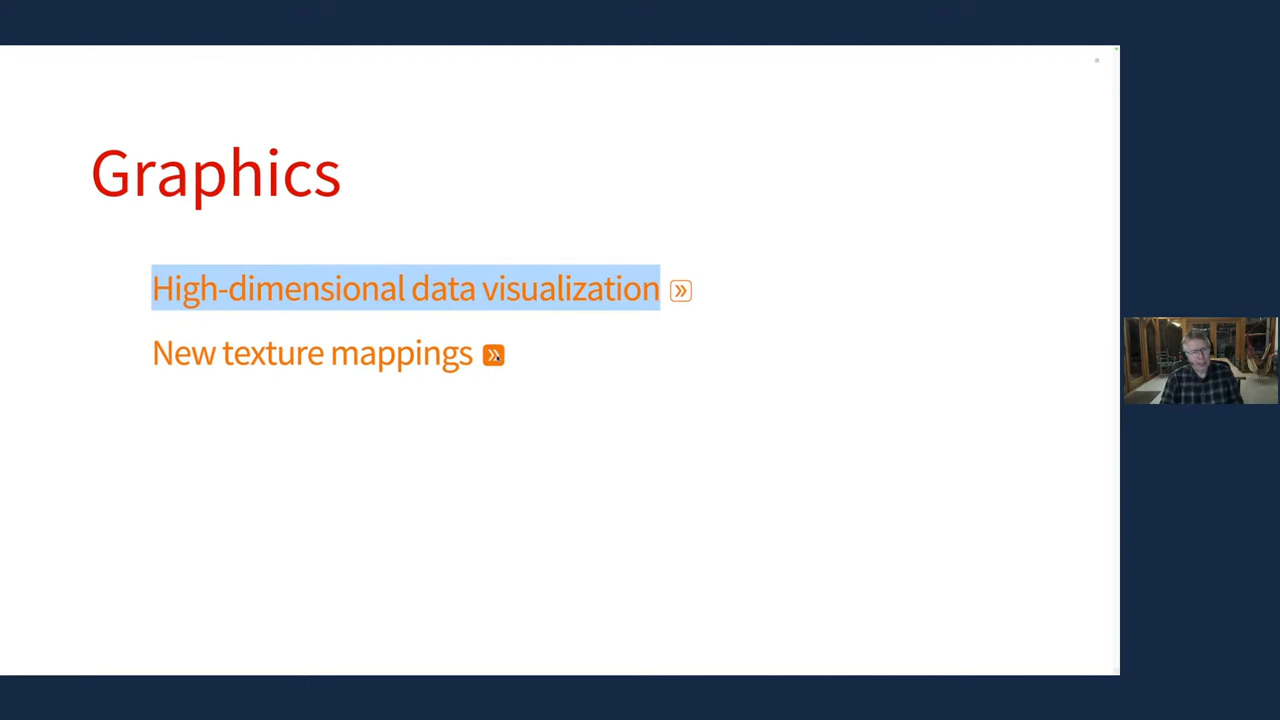 Graphics
High-dimensional data visualization »
New texture mappings »